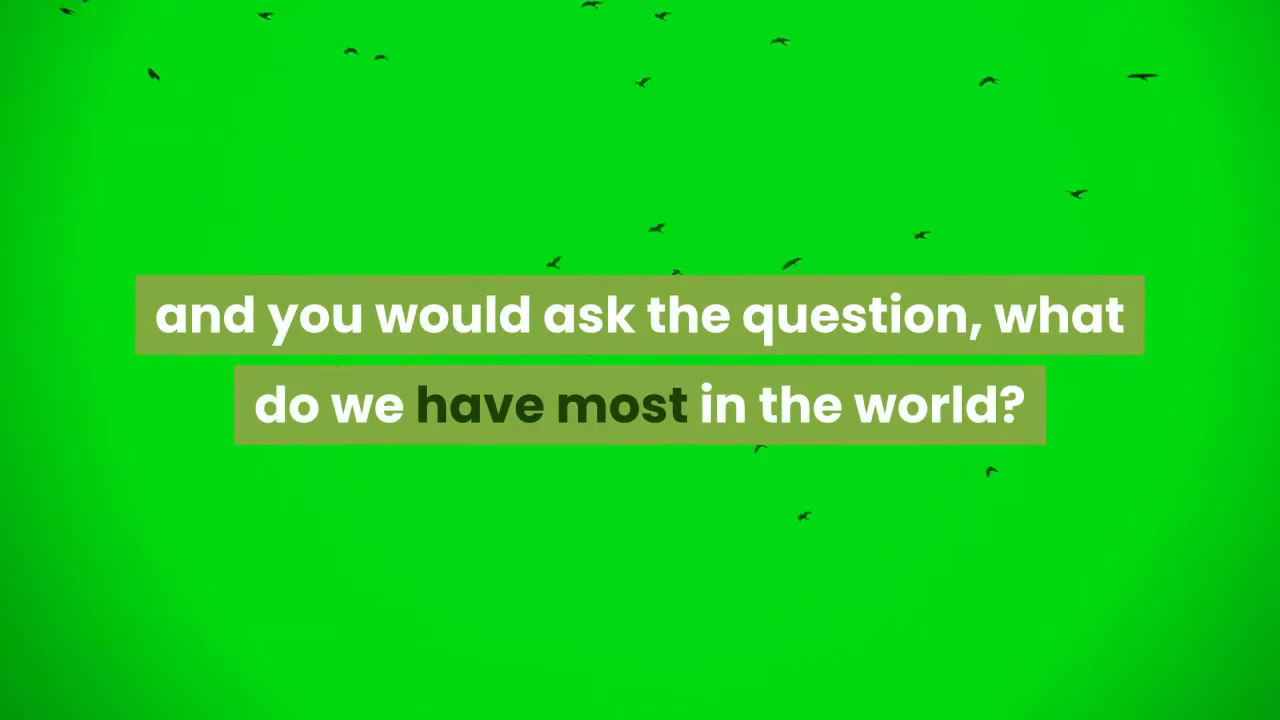 and you would ask the question, what
do we have most in the world?